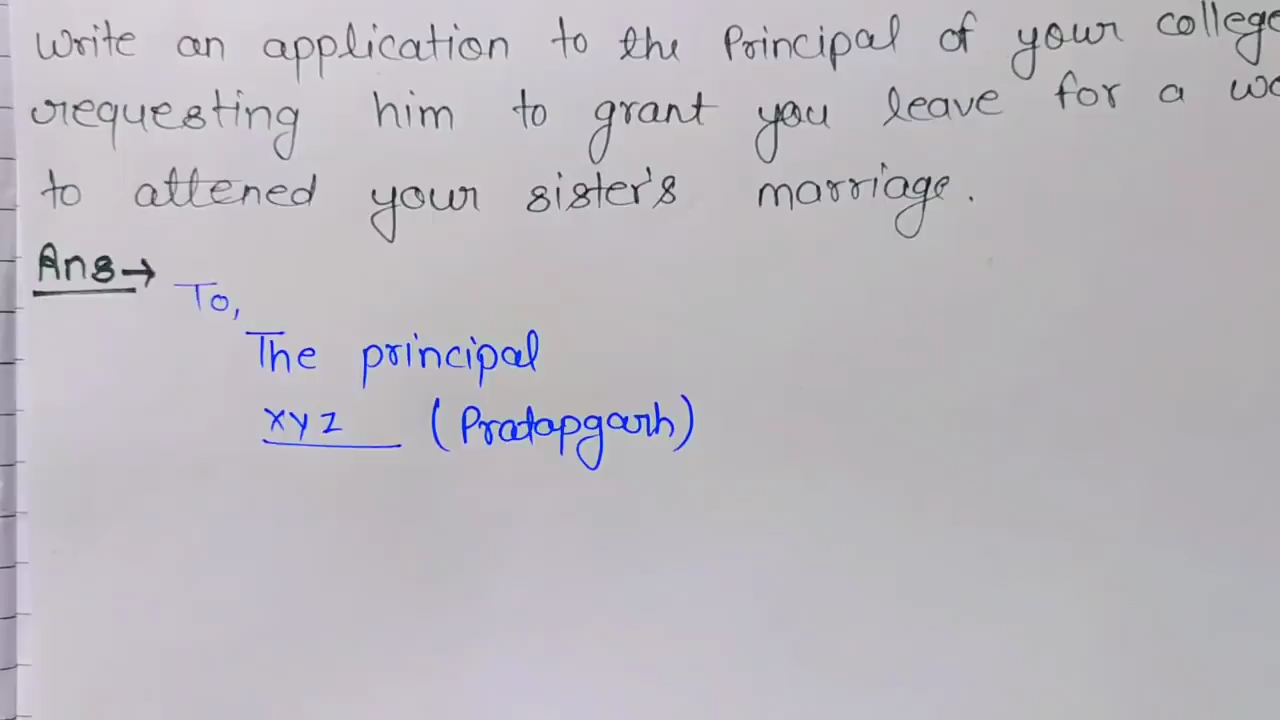 Write an application to the Principal of your college
requesting him to grant you leave for a
to attened your sister's marriage.
Ans→
To,
The principal
xyz (Pratapgarh)